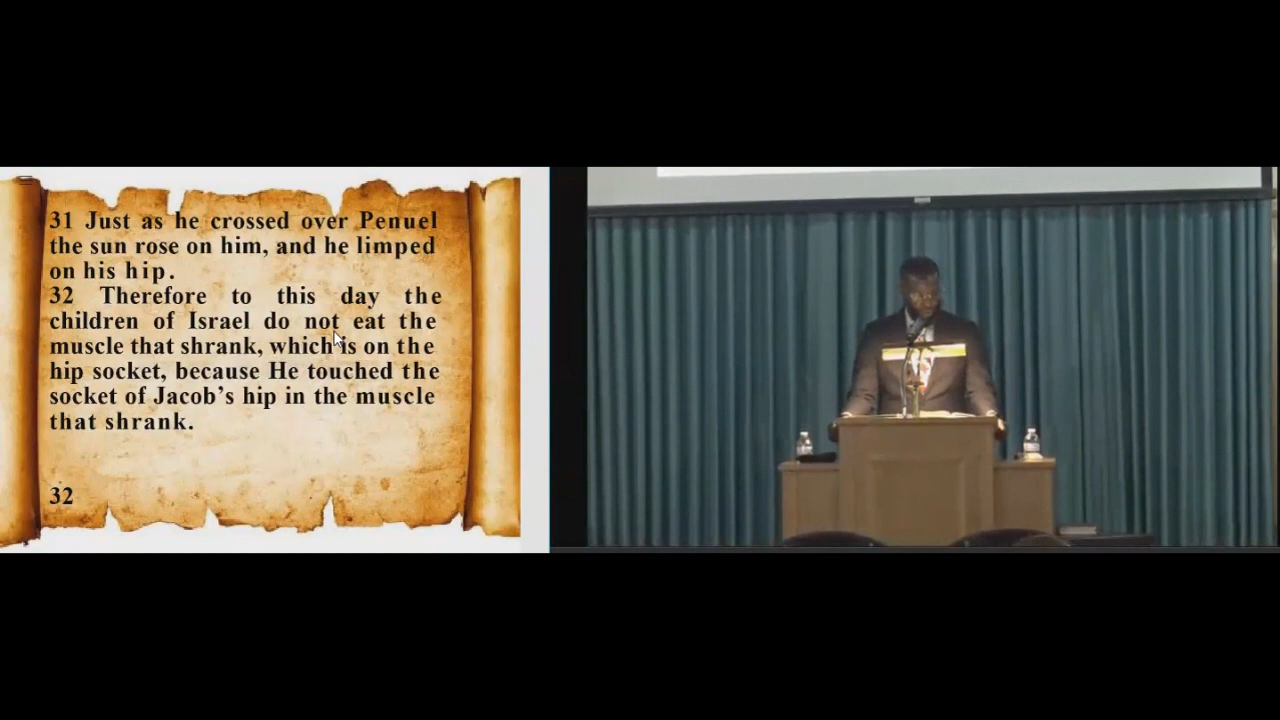 31 Just as he crossed over Penuel
the sun rose on him, and he limped
on his hip.
32 Therefore to this day the
children of Israel do not eat the
muscle that shrank, which is on the
hip socket, because He touched the
socket of Jacob’s hip in the muscle
that shrank.
32